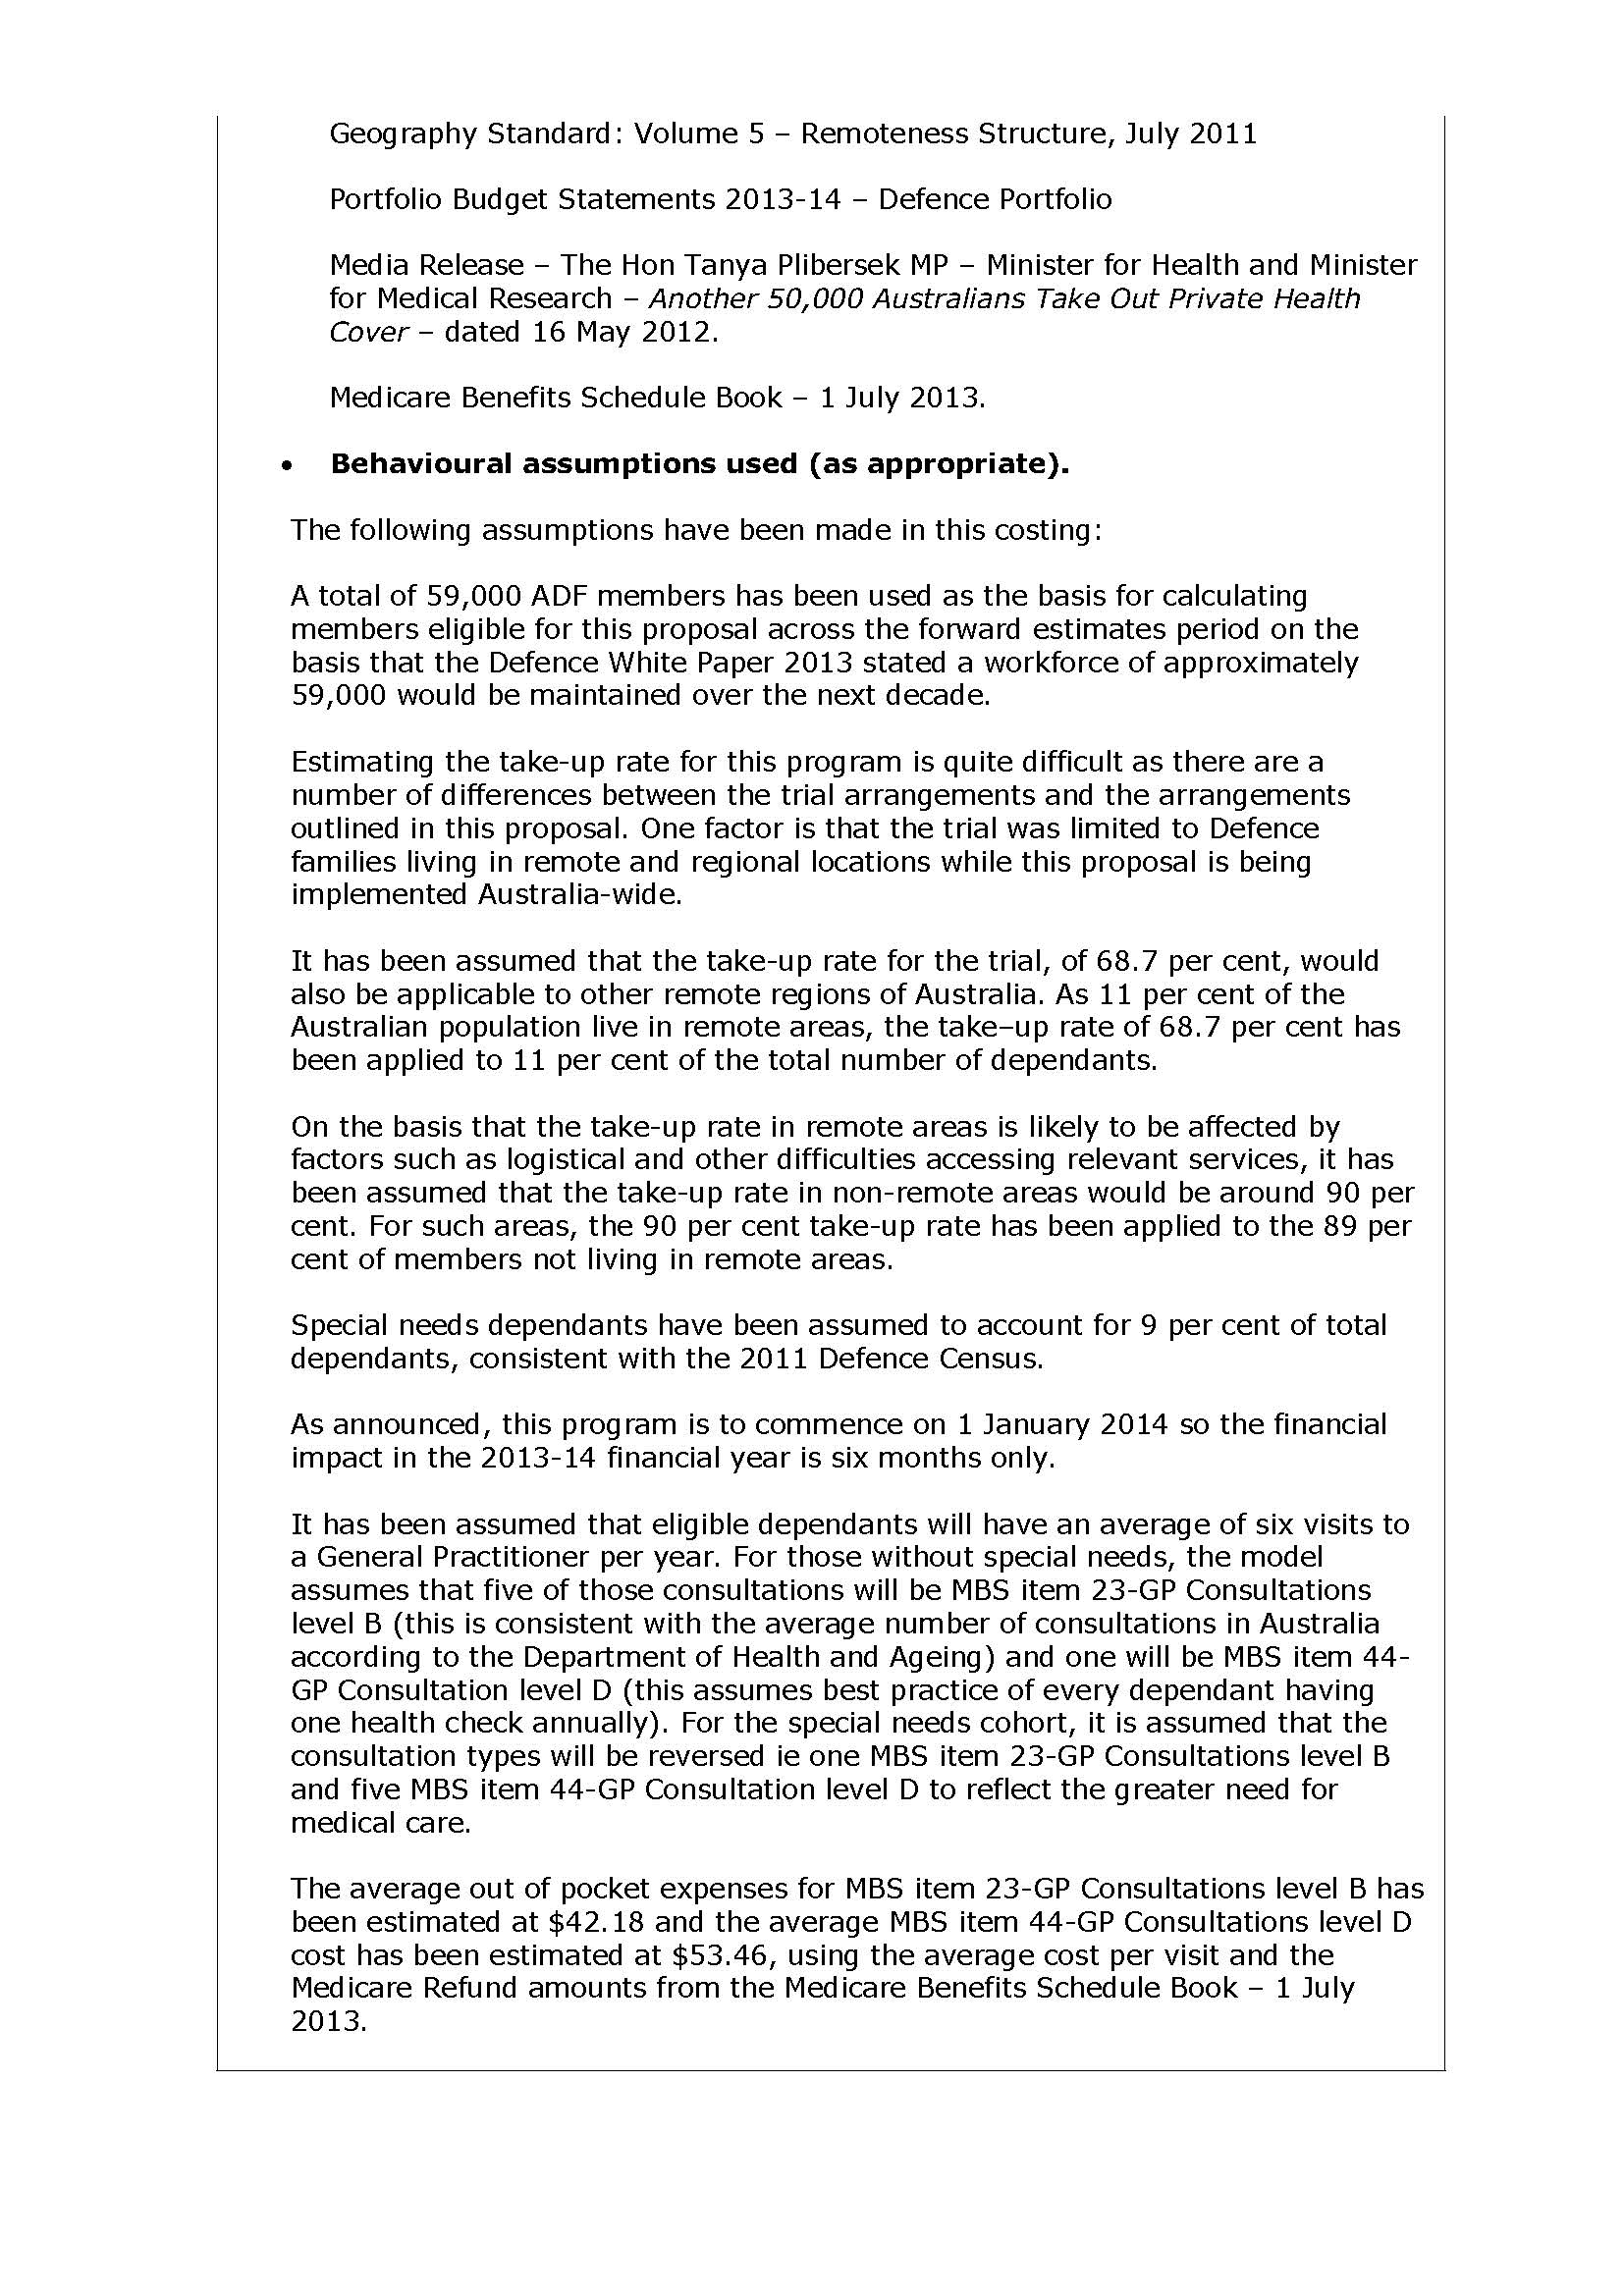 Geography Standard: Volume 5 – Remoteness Structure, July 2011
Portfolio Budget Statements 2013-14 – Defence Portfolio
Media Release – The Hon Tanya Plibersek MP – Minister for Health and Minister
for Medical Research – Another 50,000 Australians Take Out Private Health
Cover – dated 16 May 2012.
Medicare Benefits Schedule Book – 1 July 2013.
• Behavioural assumptions used (as appropriate).
The following assumptions have been made in this costing:
A total of 59,000 ADF members has been used as the basis for calculating
members eligible for this proposal across the forward estimates period on the
basis that the Defence White Paper 2013 stated a workforce of approximately
59,000 would be maintained over the next decade.
Estimating the take-up rate for this program is quite difficult as there are a
number of differences between the trial arrangements and the arrangements
outlined in this proposal. One factor is that the trial was limited to Defence
families living in remote and regional locations while this proposal is being
implemented Australia-wide.
It has been assumed that the take-up rate for the trial, of 68.7 per cent, would
also be applicable to other remote regions of Australia. As 11 per cent of the
Australian population live in remote areas, the take–up rate of 68.7 per cent has
been applied to 11 per cent of the total number of dependants.
On the basis that the take-up rate in remote areas is likely to be affected by
factors such as logistical and other difficulties accessing relevant services, it has
been assumed that the take-up rate in non-remote areas would be around 90 per
cent. For such areas, the 90 per cent take-up rate has been applied to the 89 per
cent of members not living in remote areas.
Special needs dependants have been assumed to account for 9 per cent of total
dependants, consistent with the 2011 Defence Census.
As announced, this program is to commence on 1 January 2014 so the financial
impact in the 2013-14 financial year is six months only.
It has been assumed that eligible dependants will have an average of six visits to
a General Practitioner per year. For those without special needs, the model
assumes that five of those consultations will be MBS item 23-GP Consultations
level B (this is consistent with the average number of consultations in Australia
according to the Department of Health and Ageing) and one will be MBS item 44-
GP Consultation level D (this assumes best practice of every dependant having
one health check annually). For the special needs cohort, it is assumed that the
consultation types will be reversed ie one MBS item 23-GP Consultations level B
and five MBS item 44-GP Consultation level D to reflect the greater need for
medical care.
The average out of pocket expenses for MBS item 23-GP Consultations level B has
been estimated at $42.18 and the average MBS item 44-GP Consultations level D
cost has been estimated at $53.46, using the average cost per visit and the
Medicare Refund amounts from the Medicare Benefits Schedule Book – 1 July
2013.